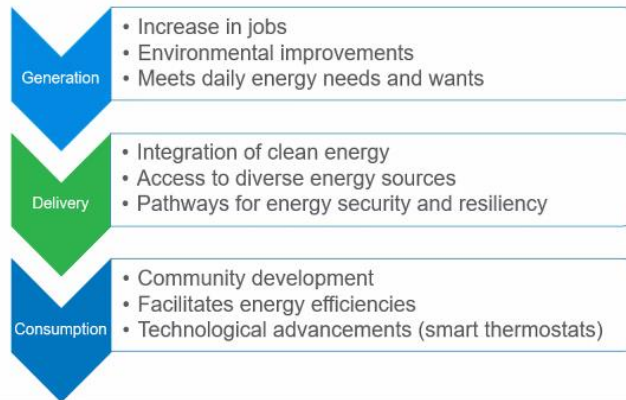 Generation
• Increase in jobs
• Environmental improvements
• Meets daily energy needs and wants
Delivery
• Integration of clean energy
• Access to diverse energy sources
• Pathways for energy security and resiliency
Consumption
• Community development
• Facilitates energy efficiencies
• Technological advancements (smart thermostats)